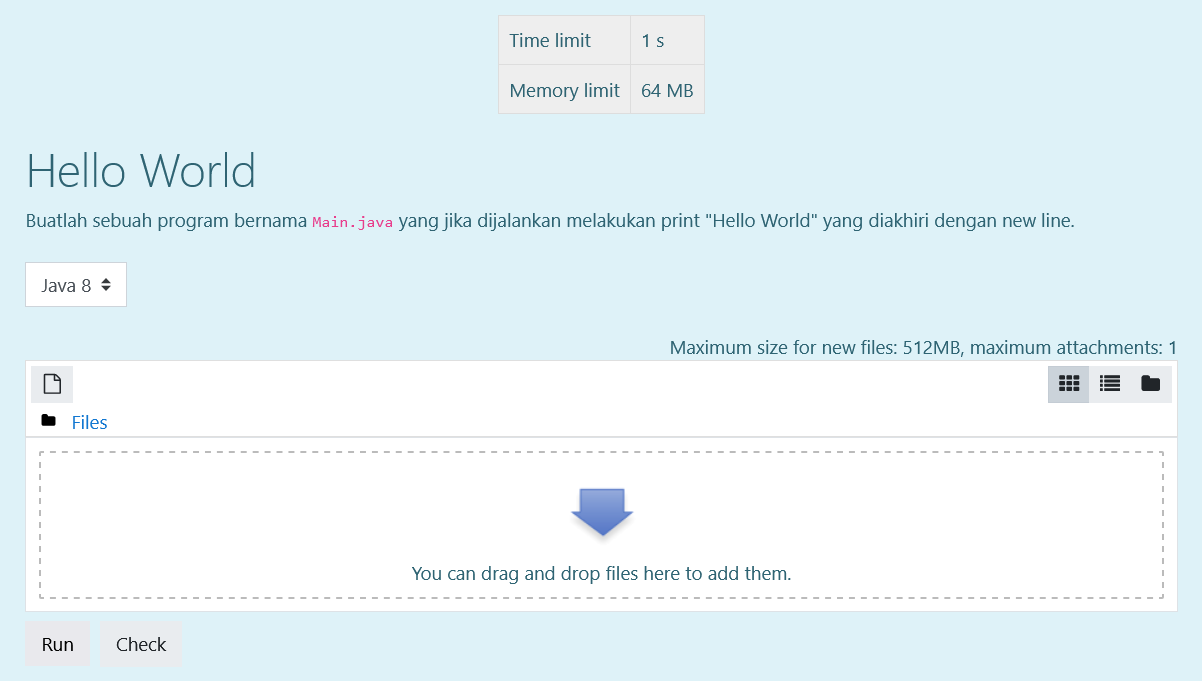 Time limit 1 s
Memory limit 64 MB
Hello World
Buatlah sebuah program bernama Main.java yang jika dijalankan melakukan print "Hello World" yang diakhiri dengan new line.
Java 8
Maximum size for new files: 512MB, maximum attachments: 1
Files
You can drag and drop files here to add them.
Run Check